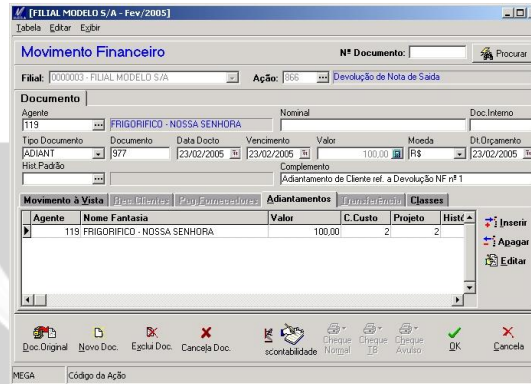 [FILIAL MODELO S/A - Fev/2005]
Tabela Editar Exibir
Movimento Financeiro
Nº Documento:
Procurar
Filial: 0000003 - FILIAL MODELO S/A
Ação: 866 ... Devolução de Nota de Saida
Documento
Agente Nominal Doc.Interno
119 ... FRIGORIFICO - NOSSA SENHORA
Tipo Documento Documento Data Docto Vencimento Valor Moeda Dt.Orçamento
ADIANT 977 23/02/2005 23/02/2005 100,00 R$ 23/02/2005
Hist.Padrão Complemento
... Adiantamento de Cliente ref. a Devolução NF nº 1
Movimento à Vista Rec.Clientes Pag.Fornecedores Adiantamentos Transferência Classes
Agente Nome Fantasia Valor C.Custo Projeto Histó
119 FRIGORIFICO - NOSSA SENHORA 100,00 2 2
Inserir
Apagar
Editar
Doc.Original Novo Doc. Exclui Doc. Cancela Doc. scontabilidade Cheque Normal Cheque TB Cheque Avulso OK Cancela
MEGA Código da Ação